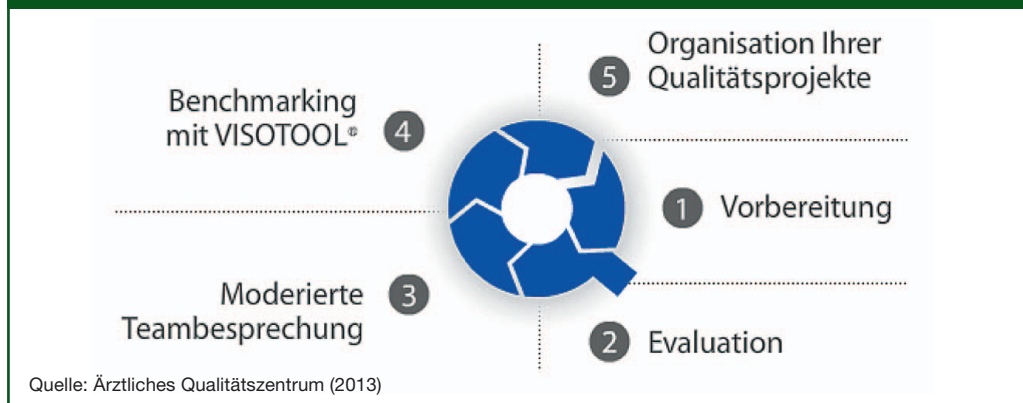 Organisation Ihrer
5 Qualitätsprojekte
Benchmarking
mit VISOTOOL® 4
1 Vorbereitung
Moderierte 3
Teambesprechung
2 Evaluation
Quelle: Ärztliches Qualitätszentrum (2013)